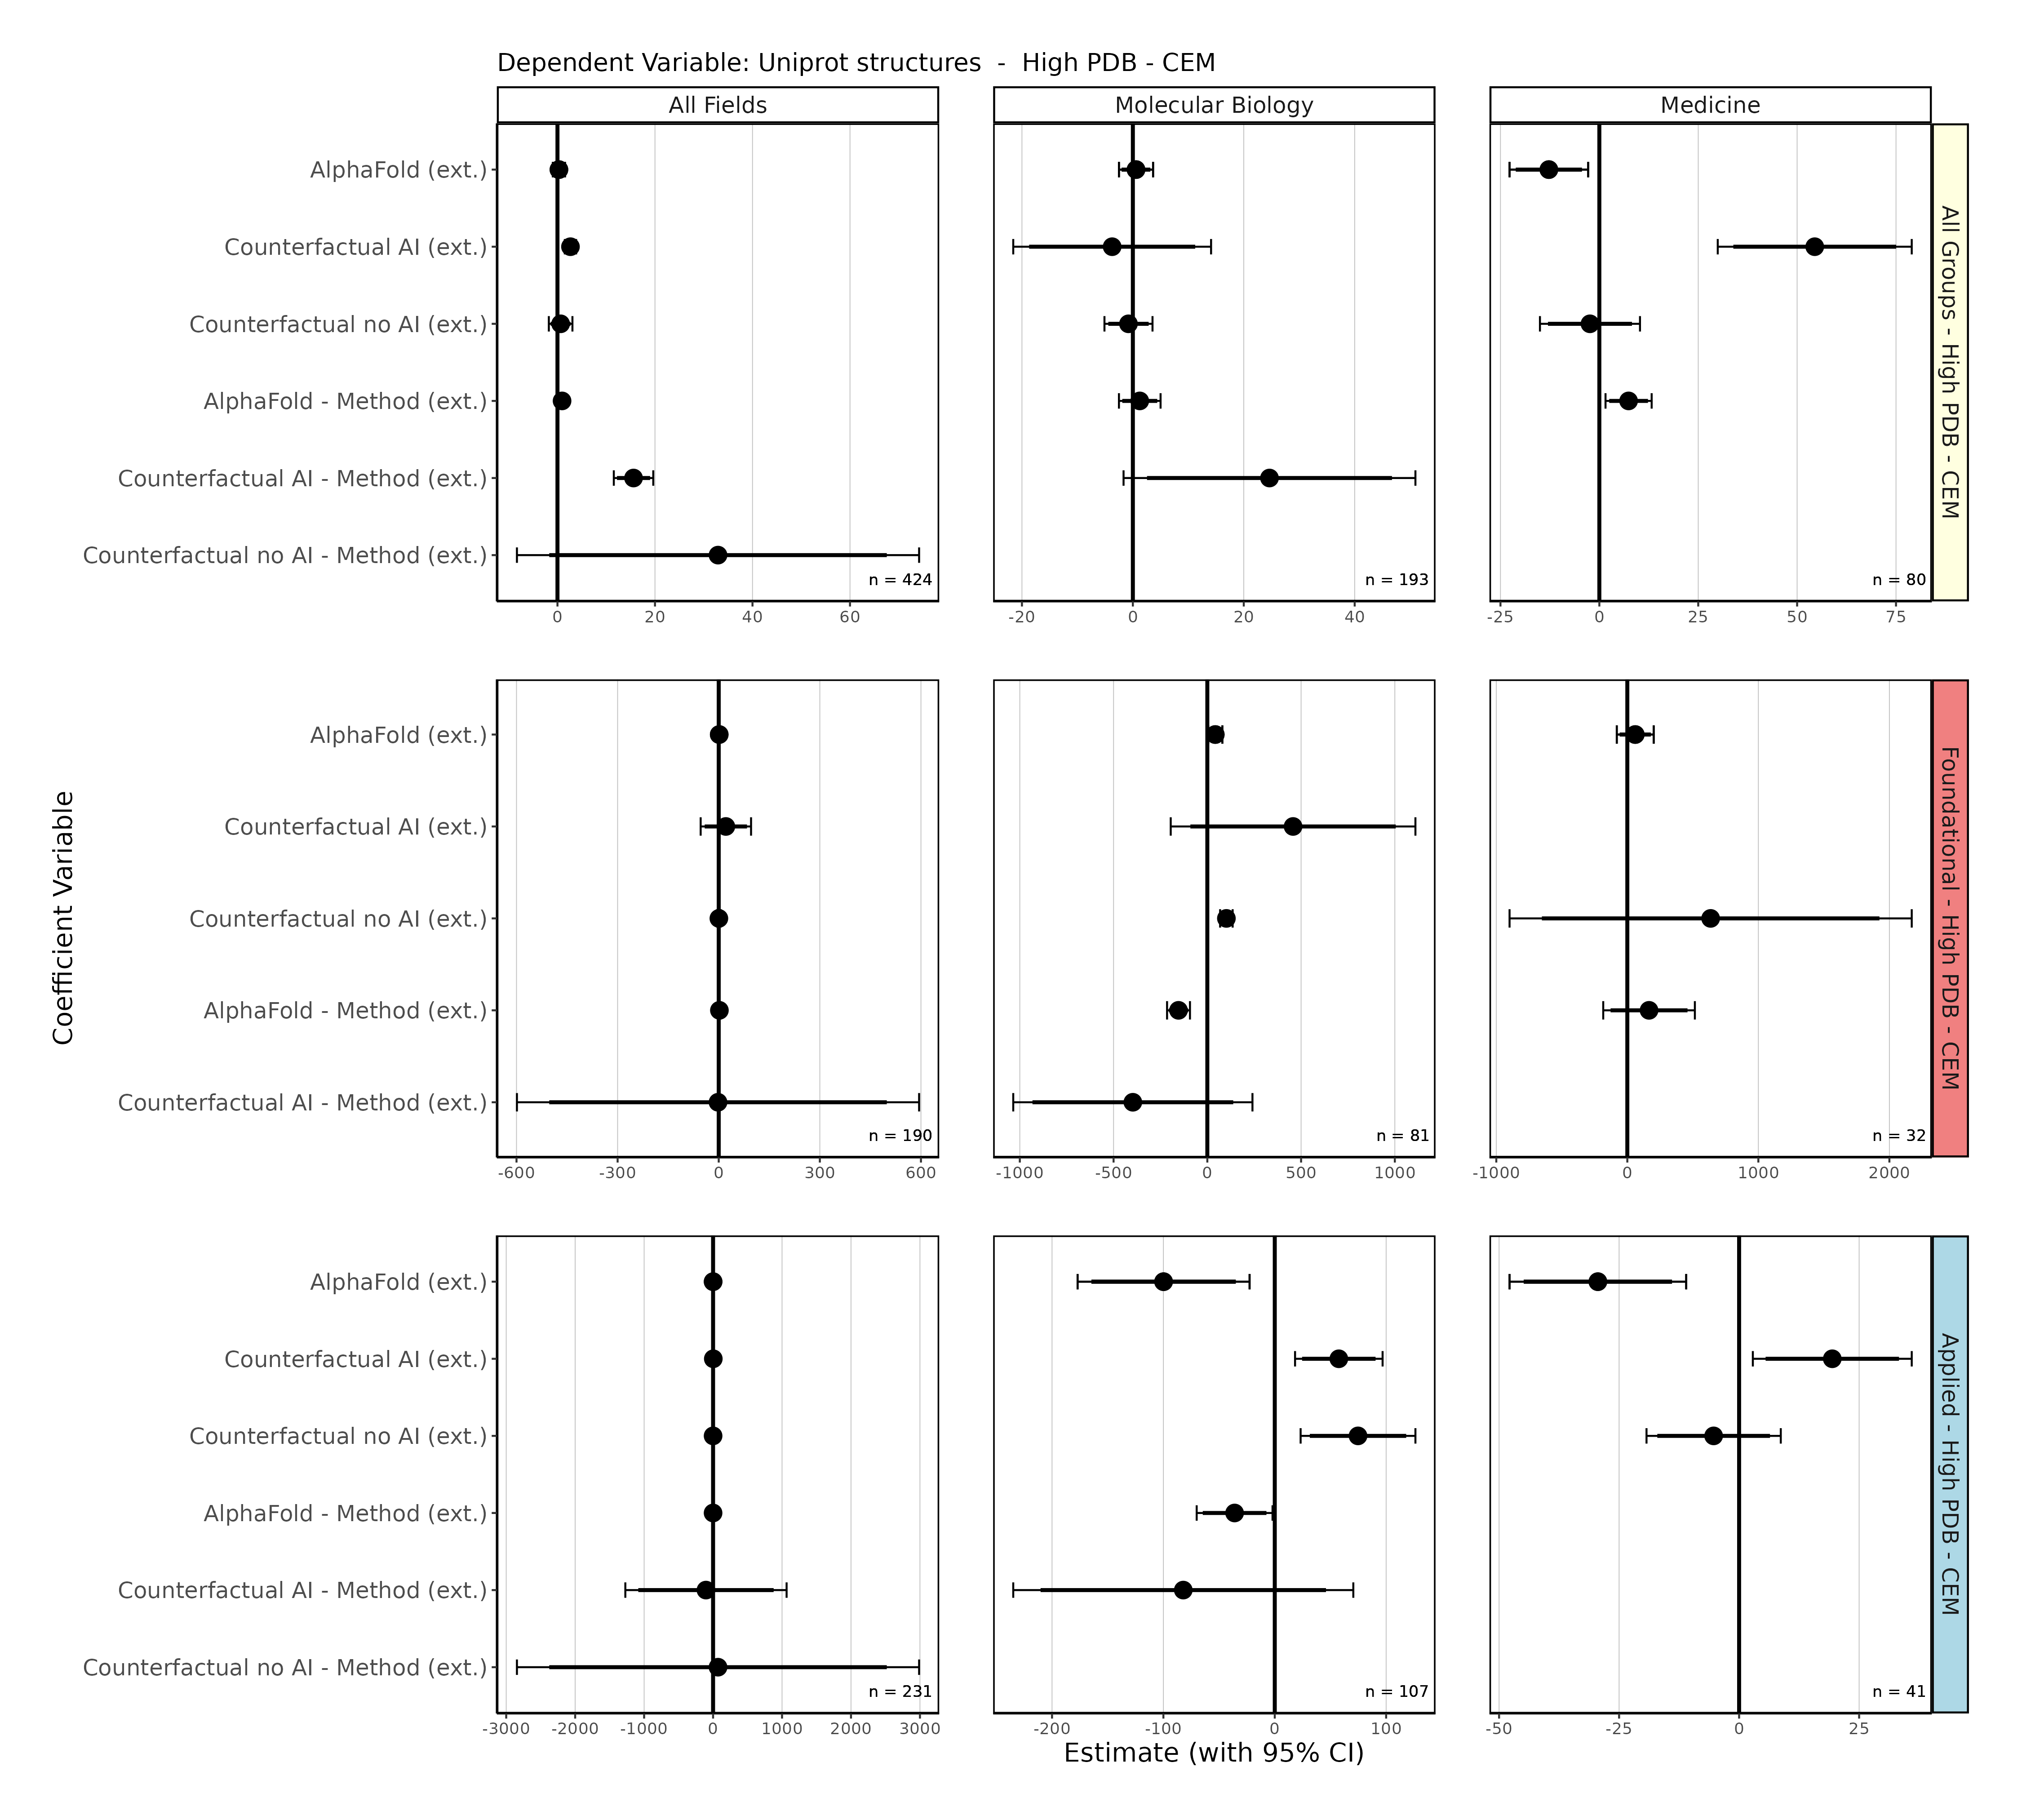 Dependent Variable: Uniprot structures  -  High PDB - CEM
All Fields
Molecular Biology
Medicine
AlphaFold (ext.)
Counterfactual AI (ext.)
Counterfactual no AI (ext.)
AlphaFold - Method (ext.)
Counterfactual AI - Method (ext.)
Counterfactual no AI - Method (ext.)
n = 424
n = 193
n = 80
0 20 40 60
-20 0 20 40
-25 0 25 50 75
All Groups - High PDB - CEM
Coefficient Variable
AlphaFold (ext.)
Counterfactual AI (ext.)
Counterfactual no AI (ext.)
AlphaFold - Method (ext.)
Counterfactual AI - Method (ext.)
n = 190
n = 81
n = 32
-600 -300 0 300 600
-1000 -500 0 500 1000
-1000 0 1000 2000
Foundational - High PDB - CEM
AlphaFold (ext.)
Counterfactual AI (ext.)
Counterfactual no AI (ext.)
AlphaFold - Method (ext.)
Counterfactual AI - Method (ext.)
Counterfactual no AI - Method (ext.)
n = 231
n = 107
n = 41
-3000 -2000 -1000 0 1000 2000 3000
-200 -100 0 100
-50 -25 0 25
Applied - High PDB - CEM
Estimate (with 95% CI)